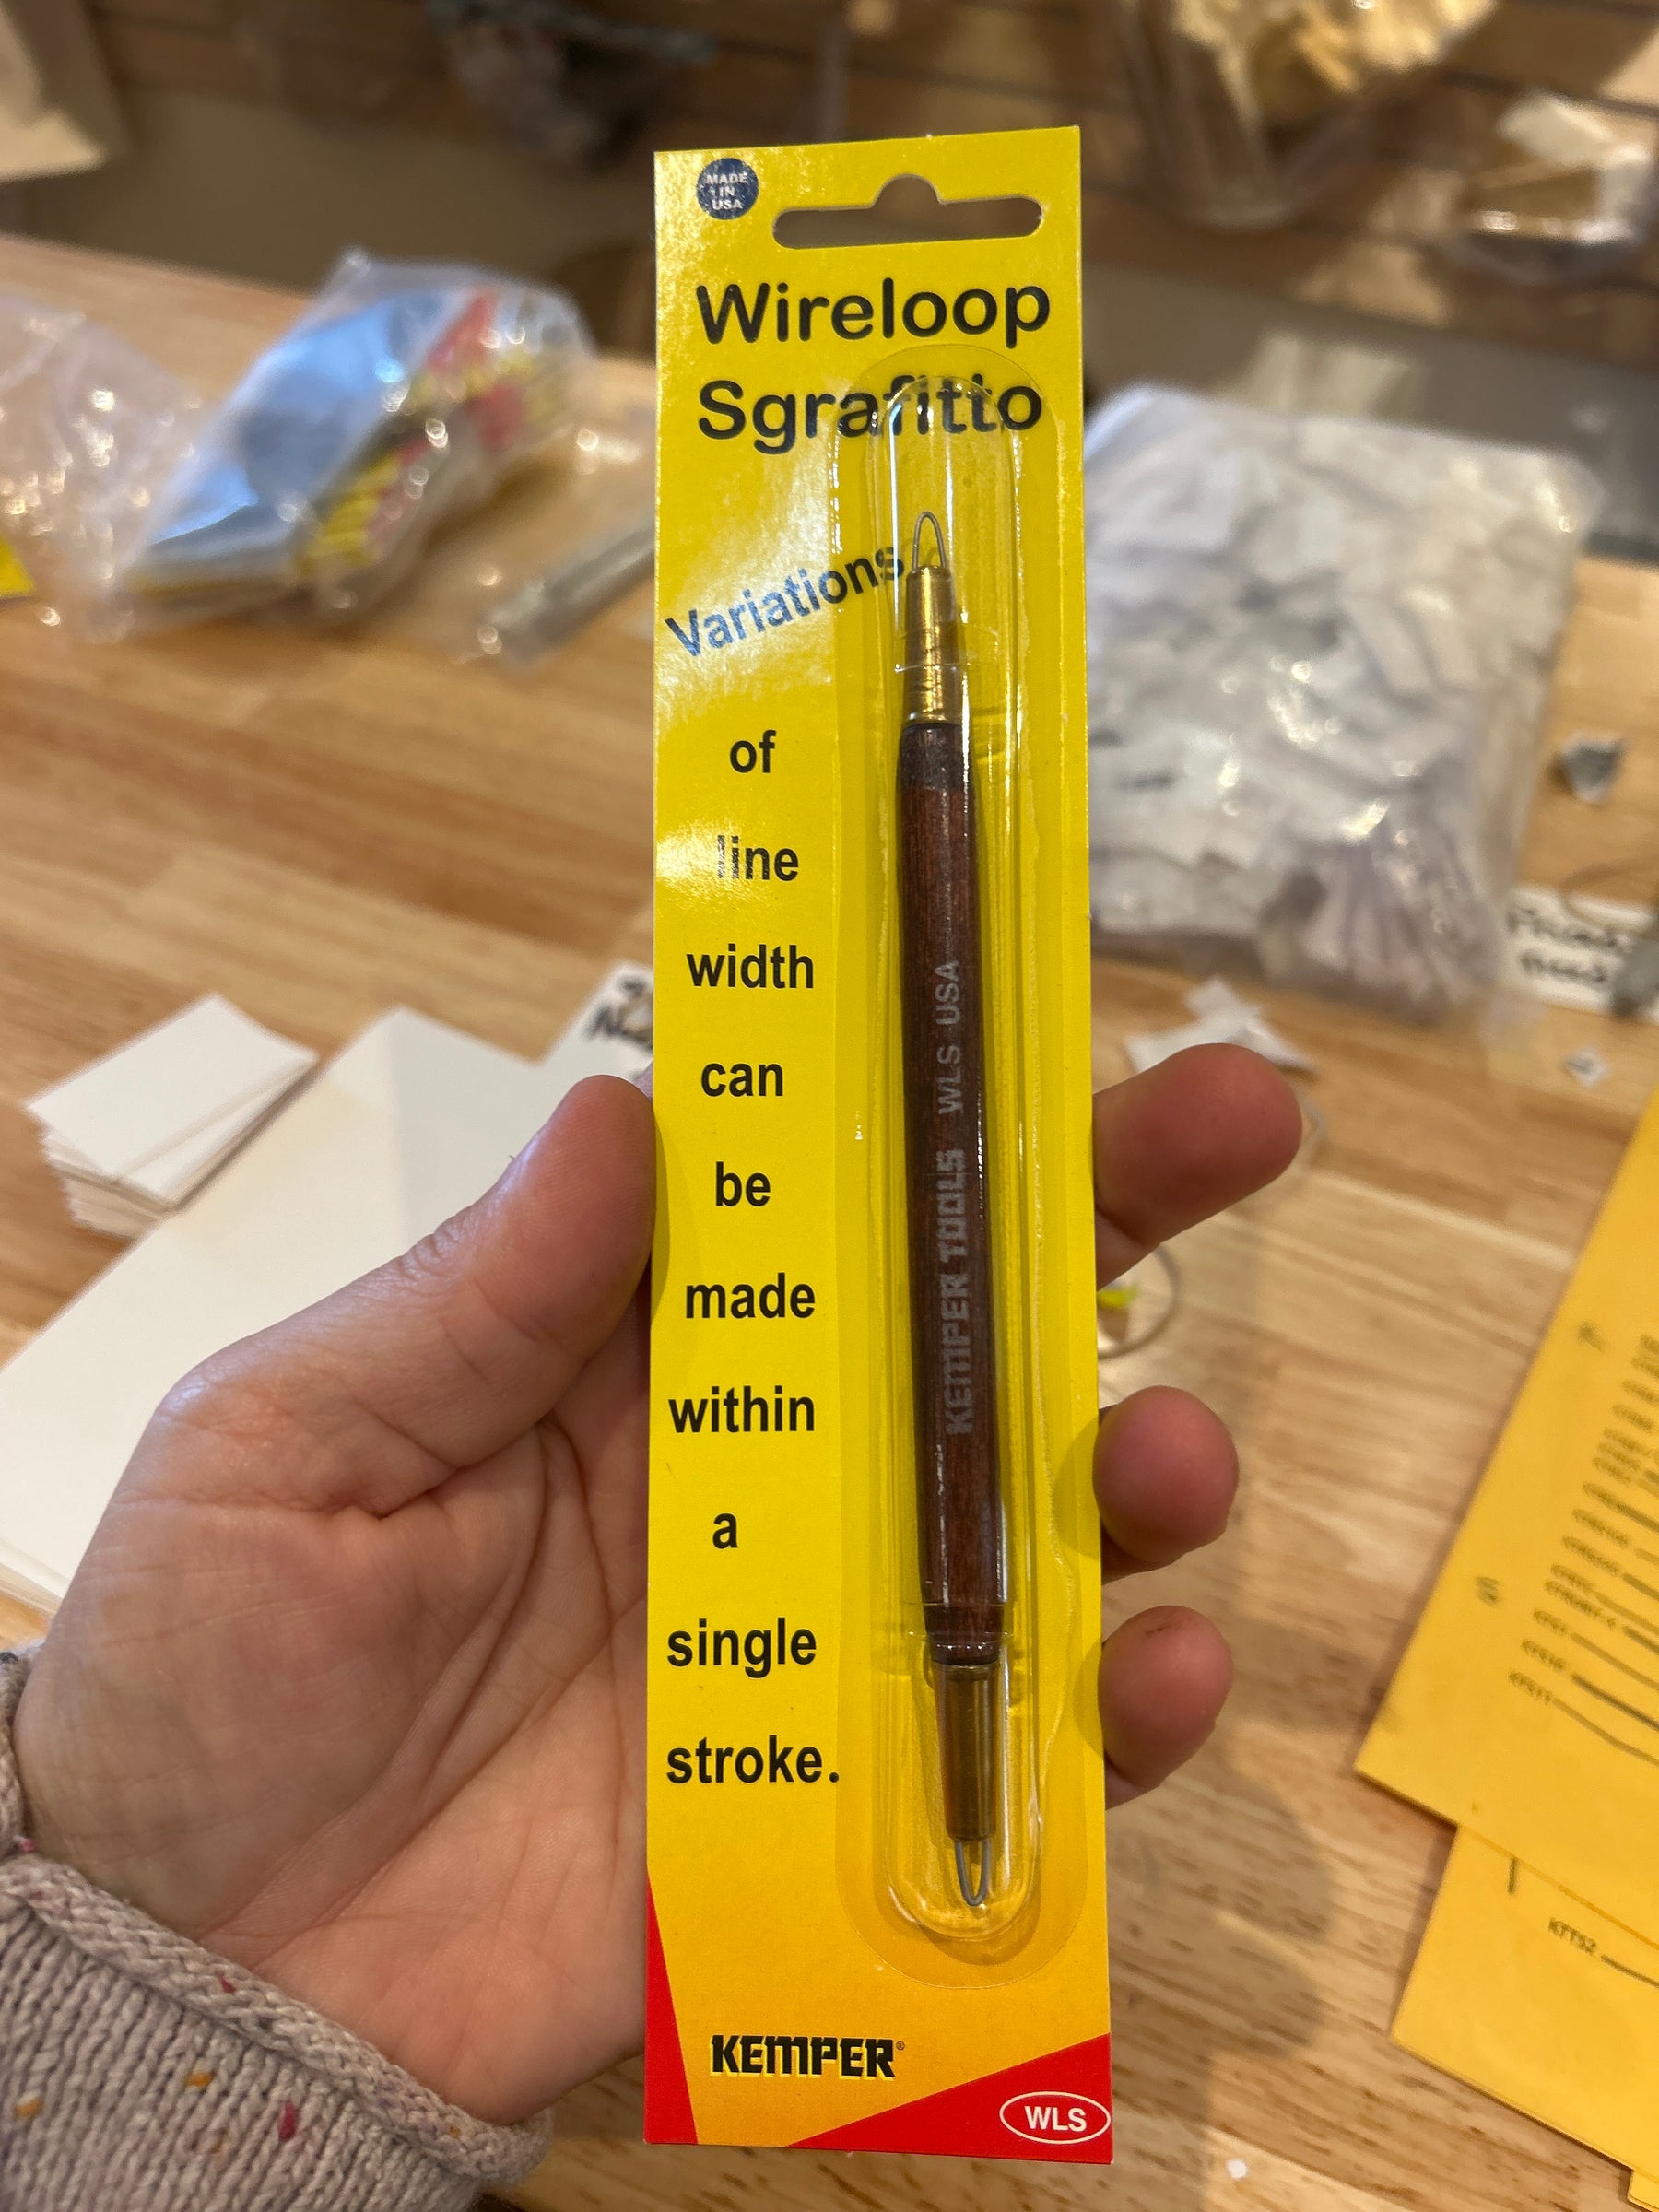 MADE
IN
USA
Wireloop
Sgrafitto
Variations
of
line
width
can
be
made
within
a
single
stroke.
KEMPER TOOLS WLS USA
KEMPER®
WLS
KTTS2